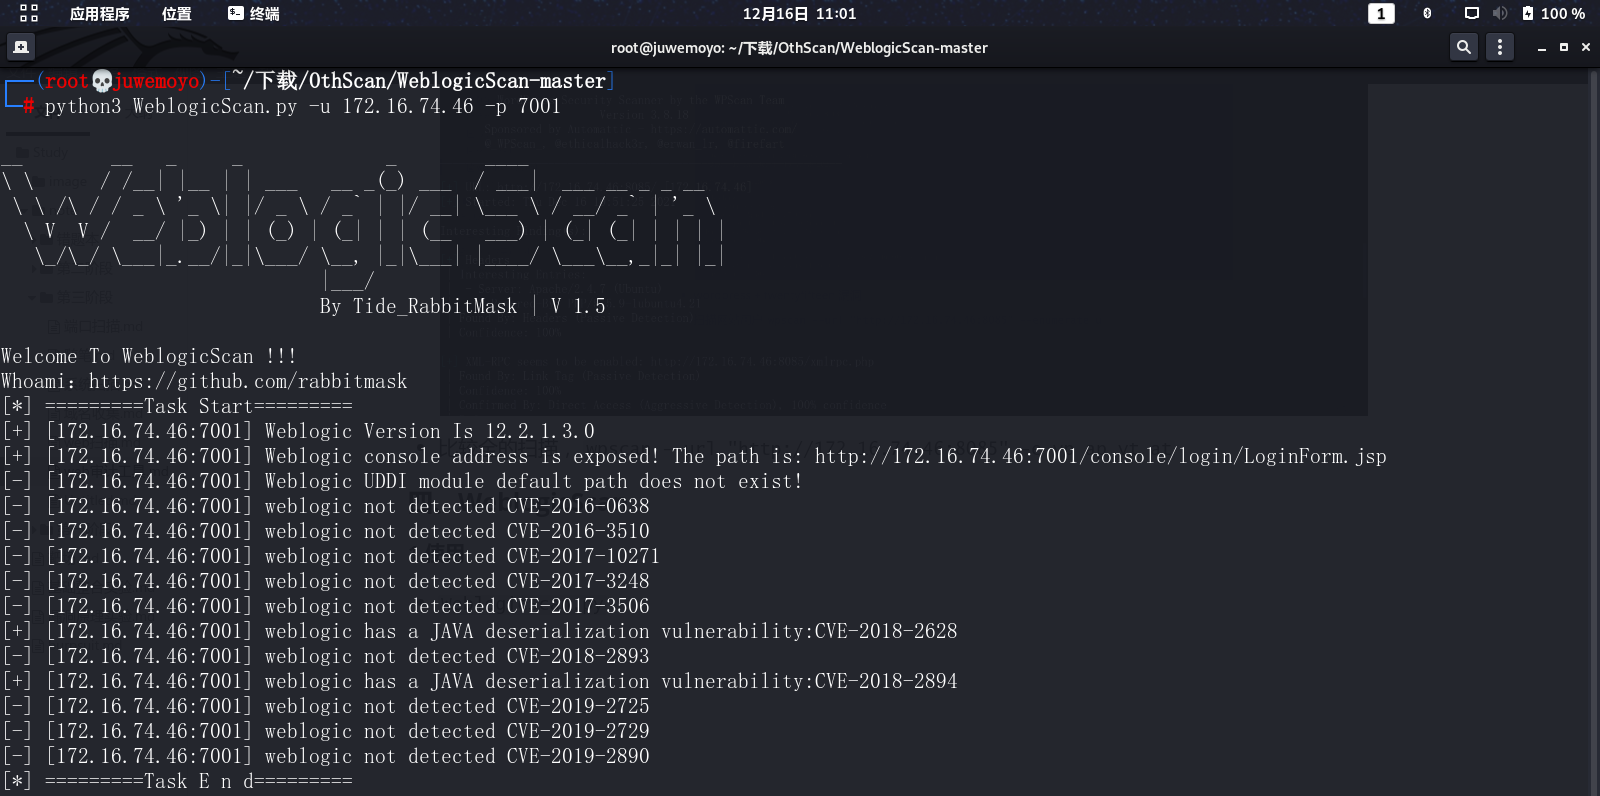 应用程序 位置 终端 12月16日 11:01 1 100 %
root@juwemoyo: ~/下载/OthScan/WeblogicScan-master
(root💀juwemoyo)-[~/下载/OthScan/WeblogicScan-master]
# python3 WeblogicScan.py -u 172.16.74.46 -p 7001
WeblogicScan
By Tide_RabbitMask | V 1.5
Welcome To WeblogicScan !!!
Whoami: https://github.com/rabbitmask
[*] =========Task Start=========
[+] [172.16.74.46:7001] Weblogic Version Is 12.2.1.3.0
[+] [172.16.74.46:7001] Weblogic console address is exposed! The path is: http://172.16.74.46:7001/console/login/LoginForm.jsp
[-] [172.16.74.46:7001] Weblogic UDDI module default path does not exist!
[-] [172.16.74.46:7001] weblogic not detected CVE-2016-0638
[-] [172.16.74.46:7001] weblogic not detected CVE-2016-3510
[-] [172.16.74.46:7001] weblogic not detected CVE-2017-10271
[-] [172.16.74.46:7001] weblogic not detected CVE-2017-3248
[-] [172.16.74.46:7001] weblogic not detected CVE-2017-3506
[+] [172.16.74.46:7001] weblogic has a JAVA deserialization vulnerability:CVE-2018-2628
[-] [172.16.74.46:7001] weblogic not detected CVE-2018-2893
[+] [172.16.74.46:7001] weblogic has a JAVA deserialization vulnerability:CVE-2018-2894
[-] [172.16.74.46:7001] weblogic not detected CVE-2019-2725
[-] [172.16.74.46:7001] weblogic not detected CVE-2019-2729
[-] [172.16.74.46:7001] weblogic not detected CVE-2019-2890
[*] =========Task E n d=========